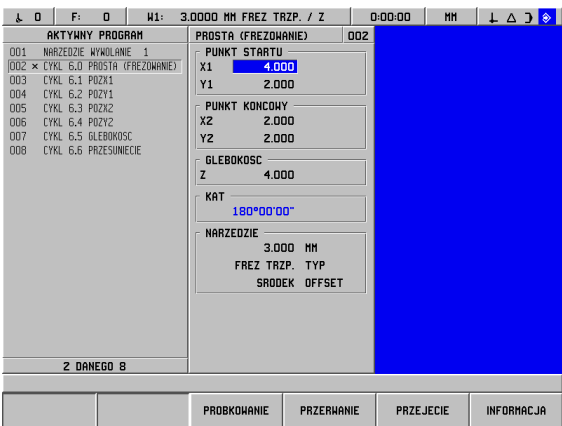 0 F: 0 W1: 3.0000 MM FREZ TRZP. / Z 0:00:00 MM
AKTYWNY PROGRAM
001 NARZEDZIE WYWOLANIE 1
002 × CYKL 6.0 PROSTA (FREZOWANIE)
003 CYKL 6.1 POZX1
004 CYKL 6.2 POZY1
005 CYKL 6.3 POZX2
006 CYKL 6.4 POZY2
007 CYKL 6.5 GLEBOKOSC
008 CYKL 6.6 PRZESUNIECIE
2 DANEGO 8
PROSTA (FREZOWANIE) 002
PUNKT STARTU
X1 4.000
Y1 2.000
PUNKT KONCOWY
X2 2.000
Y2 2.000
GLEBOKOSC
Z 4.000
KAT
180°00'00"
NARZEDZIE
3.000 MM
FREZ TRZP. TYP
SRODEK OFFSET
PROBKOWANIE PRZERWANIE PRZEJECIE INFORMACJA